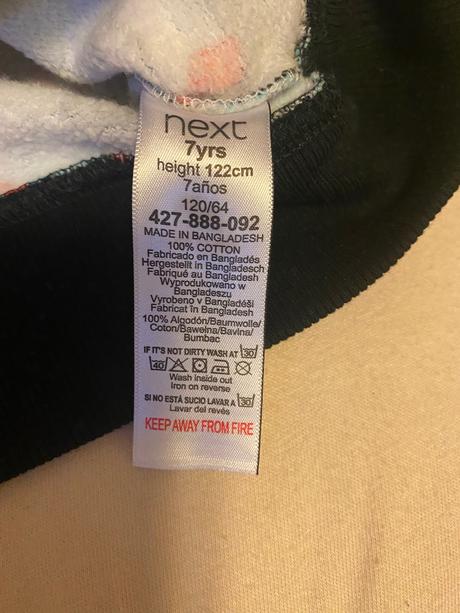 next
7yrs
height 122cm
7años
120/64
427-888-092
MADE IN BANGLADESH
100% COTTON
Fabricado en Bangladés
Hergestellt in Bangladesch
Fabriqué au Bangladesh
Wyprodukowano w
Bangladeszu
Vyrobeno v Bangladéši
Fabricat în Bangladesh
100% Algodón/Baumwolle/
Coton/Bawełna/Bavlna/
Bumbac
IF IT'S NOT DIRTY WASH AT 30
40
Wash inside out
Iron on reverse
SI NO ESTÁ SUCIO LAVAR A 30
Lavar del revés
KEEP AWAY FROM FIRE